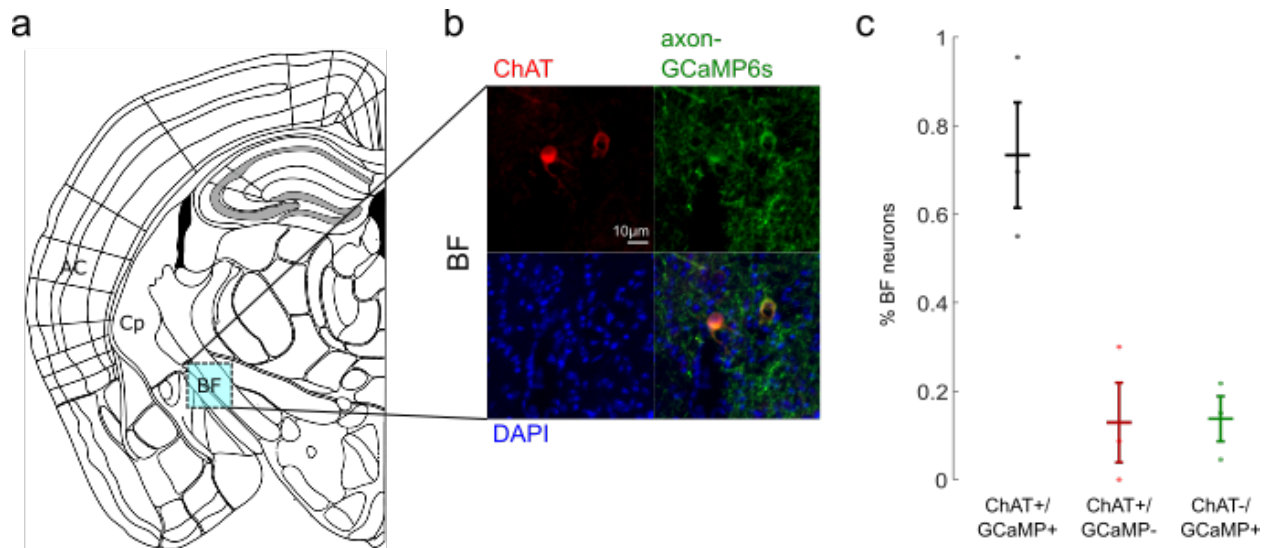 a
AC
Cp
BF
b
ChAT
axon-
GCaMP6s
BF
10μm
DAPI
c
% BF neurons
1
0.8
0.6
0.4
0.2
0
ChAT+/
GCaMP+
ChAT+/
GCaMP-
ChAT-/
GCaMP+